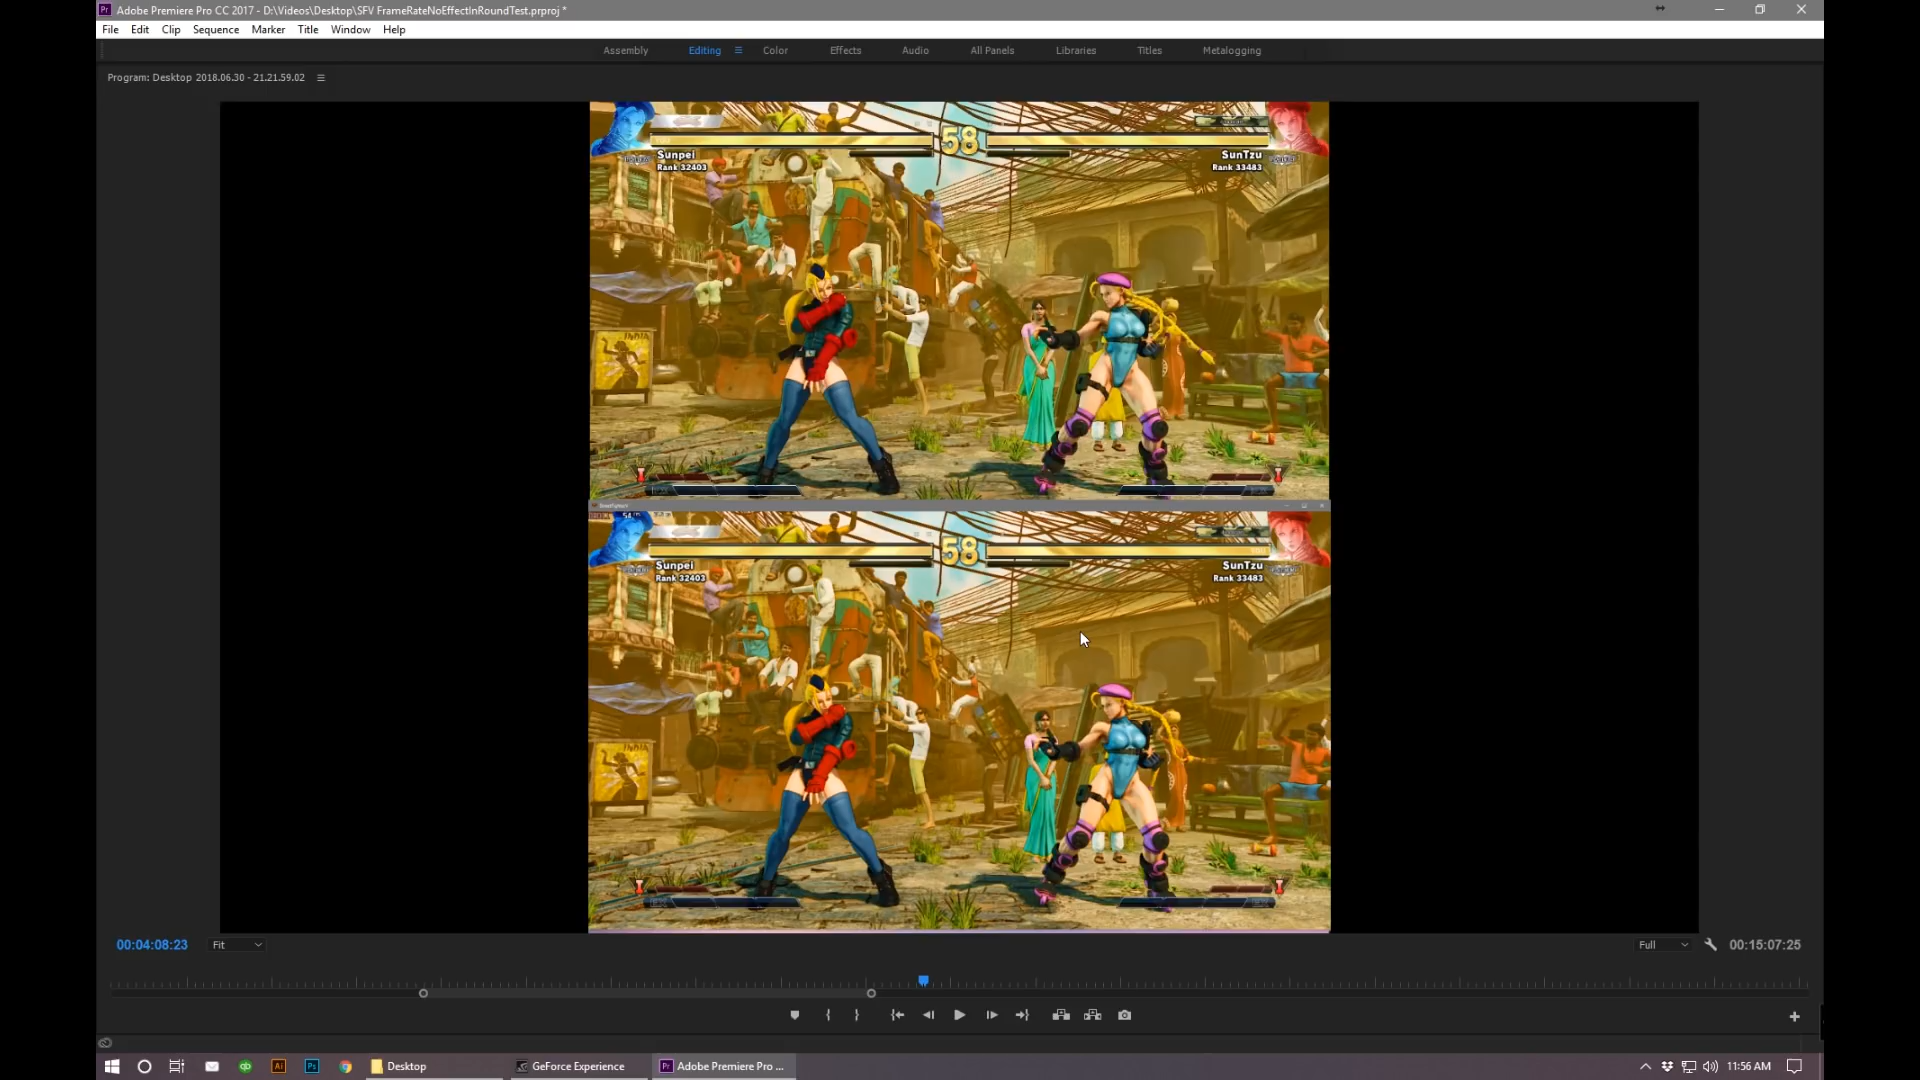 Adobe Premiere Pro CC 2017 - D:\Videos\Desktop\SFV FrameRateNoEffectInRoundTest.prproj *
File Edit Clip Sequence Marker Title Window Help
Assembly Editing Color Effects Audio All Panels Libraries Titles Metalogging
Program: Desktop 2018.06.30 - 21.21.59.02
58
Sunpei SunTzu
Rank 32403 Rank 33483
INDIA
58
Sunpei SunTzu
Rank 32403 Rank 33483
INDIA
00:04:08:23 Fit Full 00:15:07:25
Desktop GeForce Experience Adobe Premiere Pro ... 11:56 AM